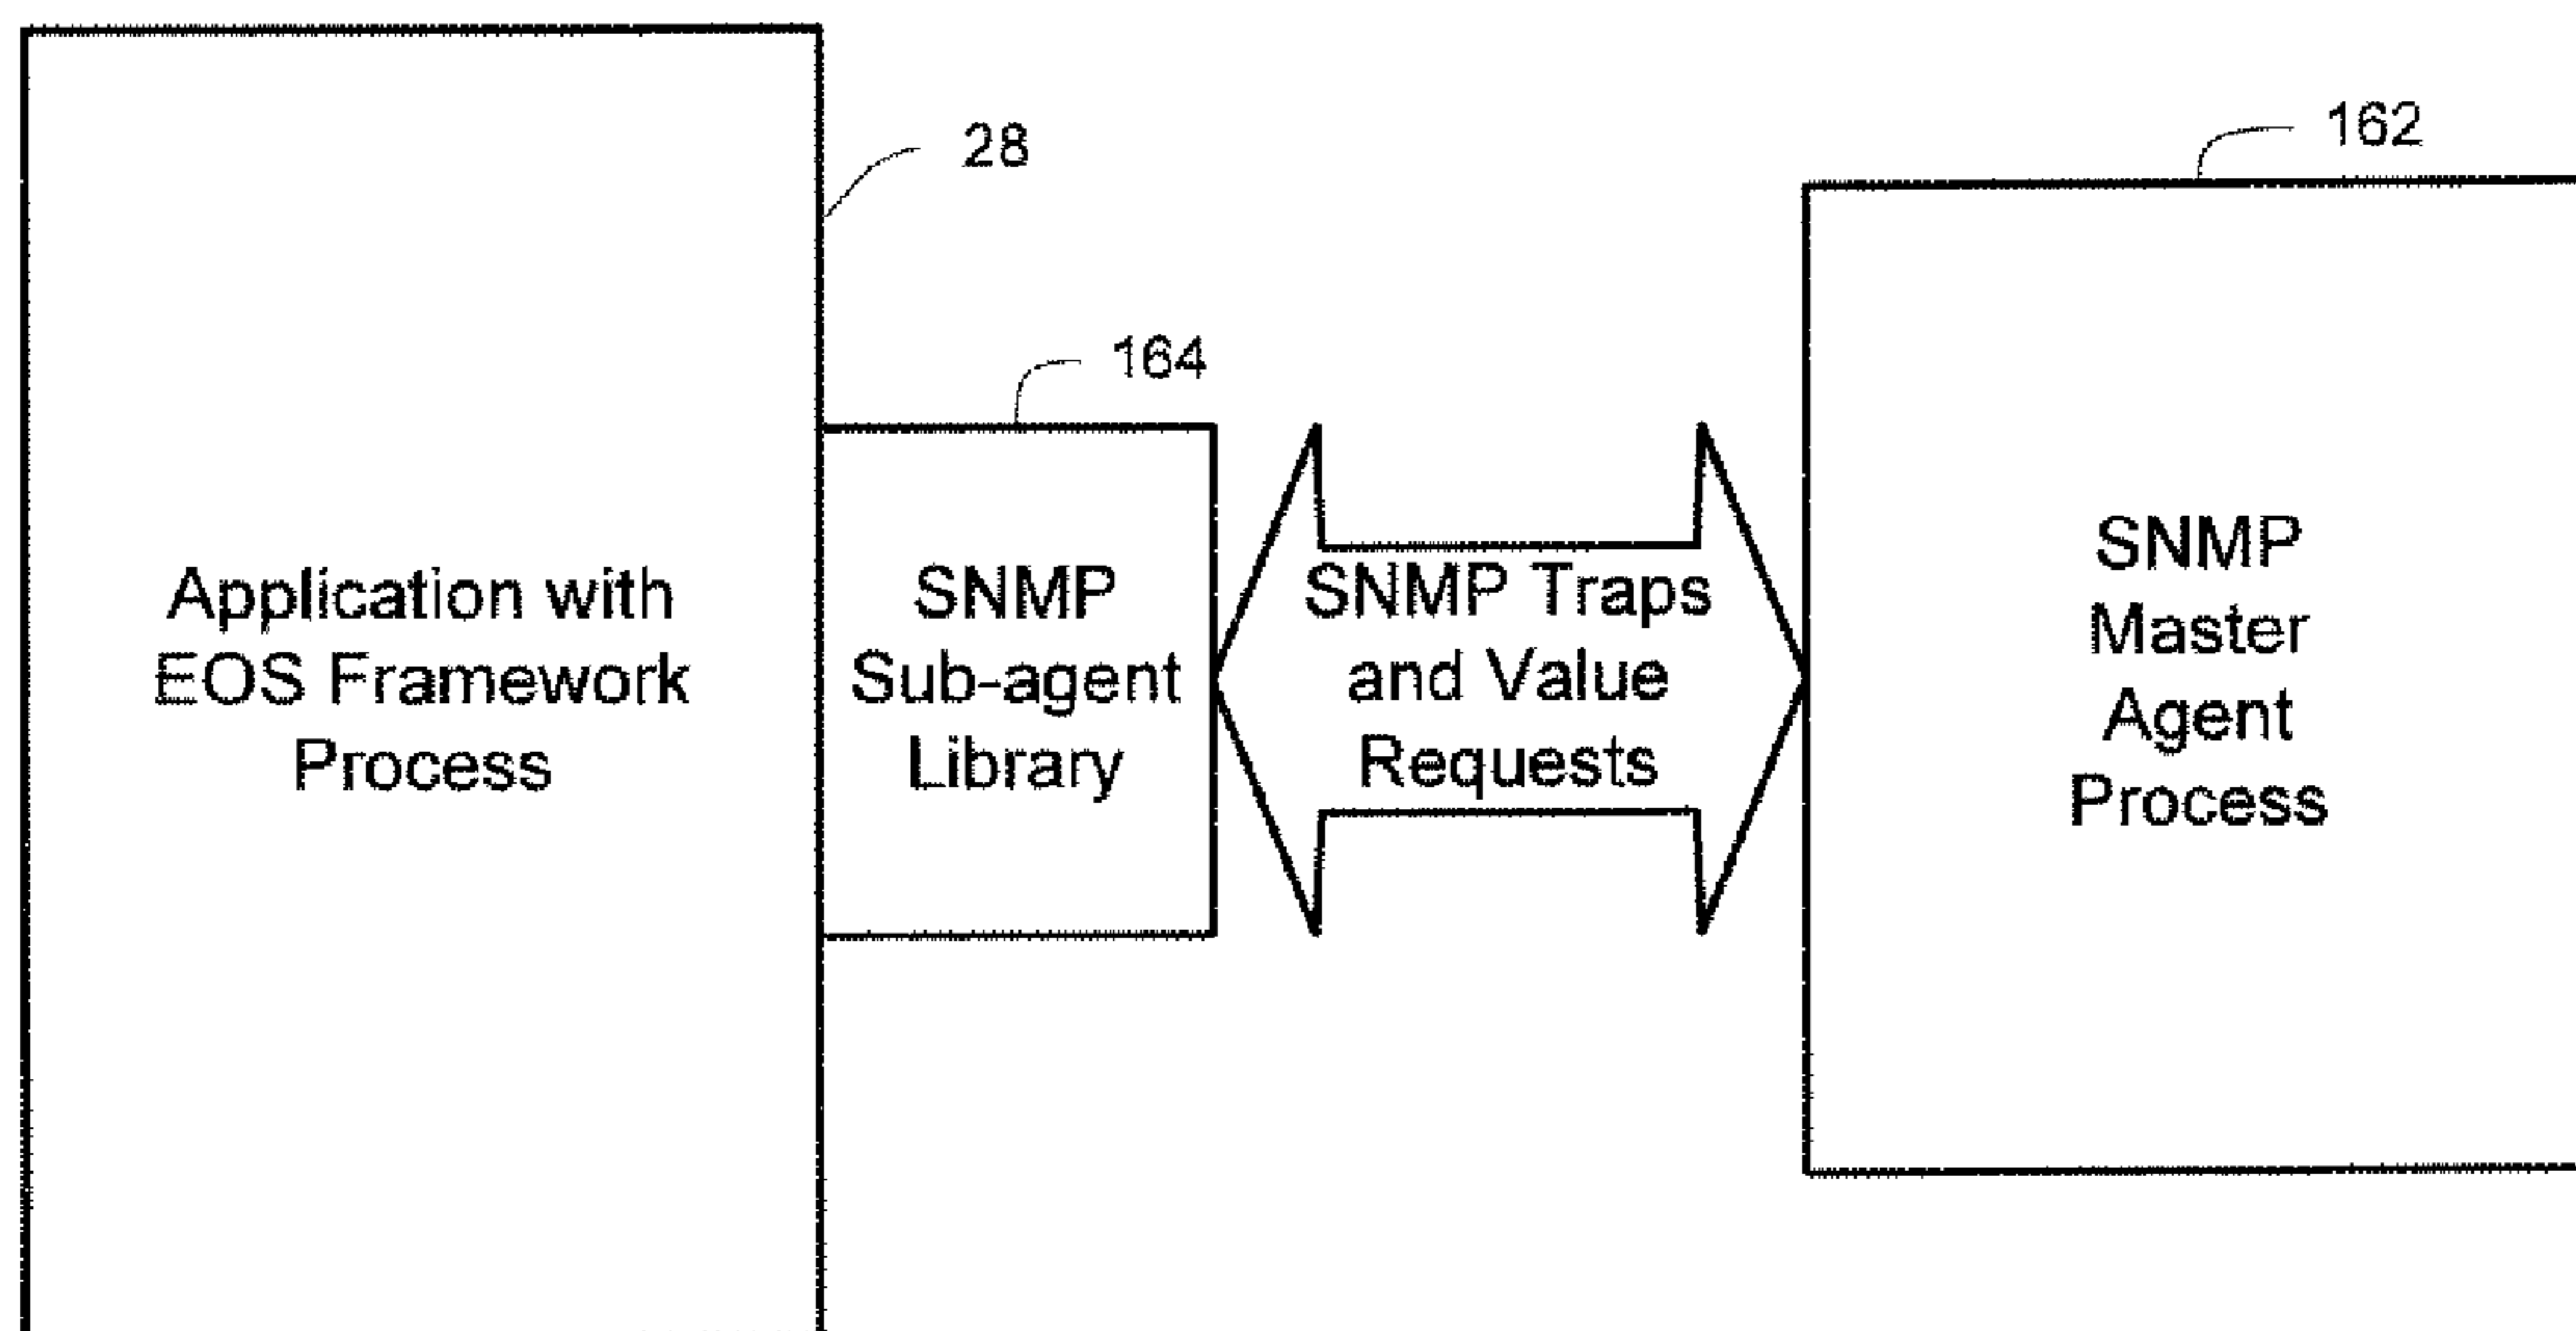 28
162
164
Application with
EOS Framework
Process
SNMP
Sub-agent
Library
SNMP Traps
and Value
Requests
SNMP
Master
Agent
Process